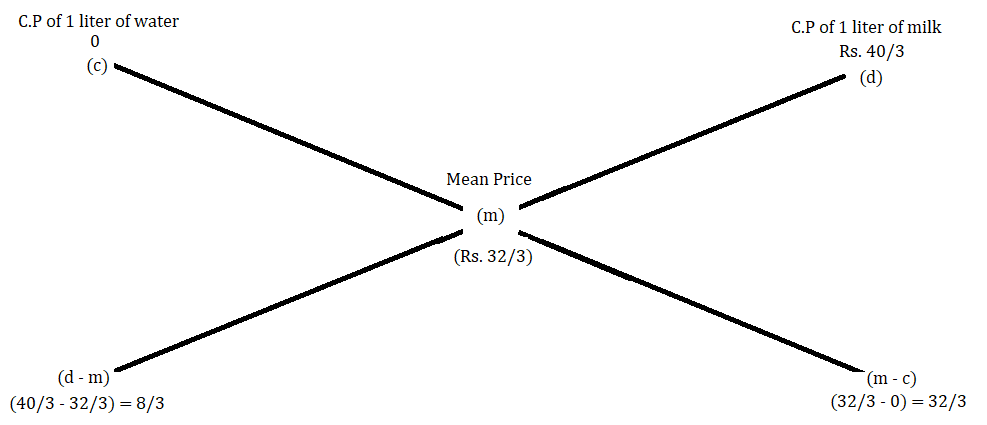 C.P of 1 liter of water
0
(c)
C.P of 1 liter of milk
Rs. 40/3
(d)
Mean Price
(m)
(Rs. 32/3)
(d - m)
(40/3 - 32/3) = 8/3
(m - c)
(32/3 - 0) = 32/3